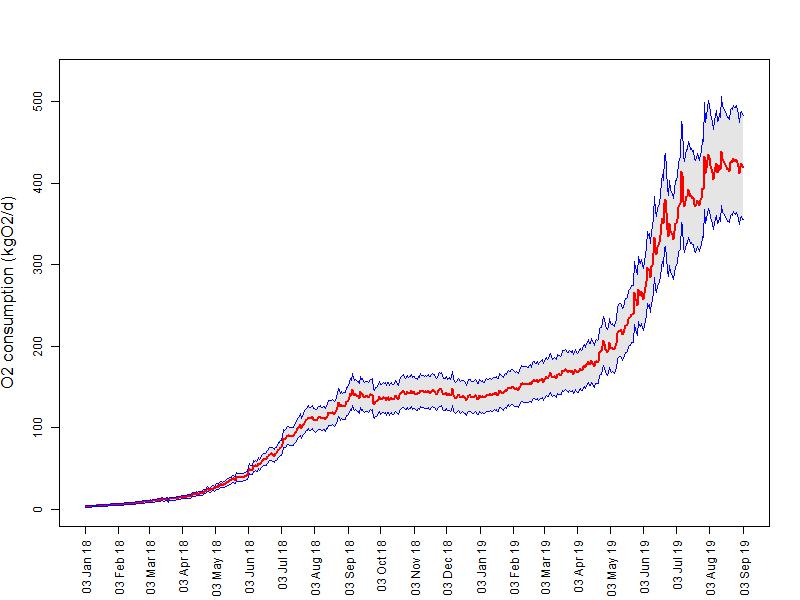 O2 consumption (kgO2/d)
500
400
300
200
100
0
03 Jan 18
03 Feb 18
03 Mar 18
03 Apr 18
03 May 18
03 Jun 18
03 Jul 18
03 Aug 18
03 Sep 18
03 Oct 18
03 Nov 18
03 Dec 18
03 Jan 19
03 Feb 19
03 Mar 19
03 Apr 19
03 May 19
03 Jun 19
03 Jul 19
03 Aug 19
03 Sep 19